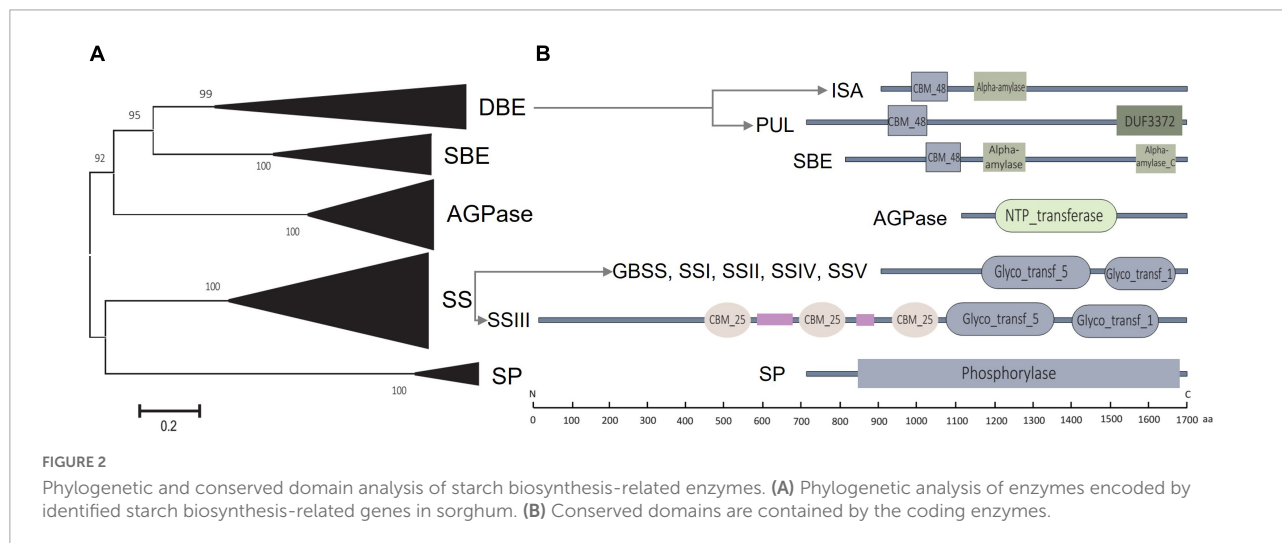 A
B
99
DBE
ISA
CBM_48
Alpha-amylase
95
PUL
CBM_48
DUF3372
SBE
100
92
SBE
CBM_48
Alpha-
amylase
Alpha-
amylase_C
AGPase
100
AGPase
NTP_transferase
GBSS, SSI, SSII, SSIV, SSV
Glyco_transf_5
Glyco_transf_1
100
SS
SSIII
CBM_25
CBM_25
CBM_25
Glyco_transf_5
Glyco_transf_1
SP
100
SP
Phosphorylase
N
C
0 100 200 300 400 500 600 700 800 900 1000 1100 1200 1300 1400 1500 1600 1700 aa
0.2
FIGURE 2
Phylogenetic and conserved domain analysis of starch biosynthesis-related enzymes. (A) Phylogenetic analysis of enzymes encoded by
identified starch biosynthesis-related genes in sorghum. (B) Conserved domains are contained by the coding enzymes.